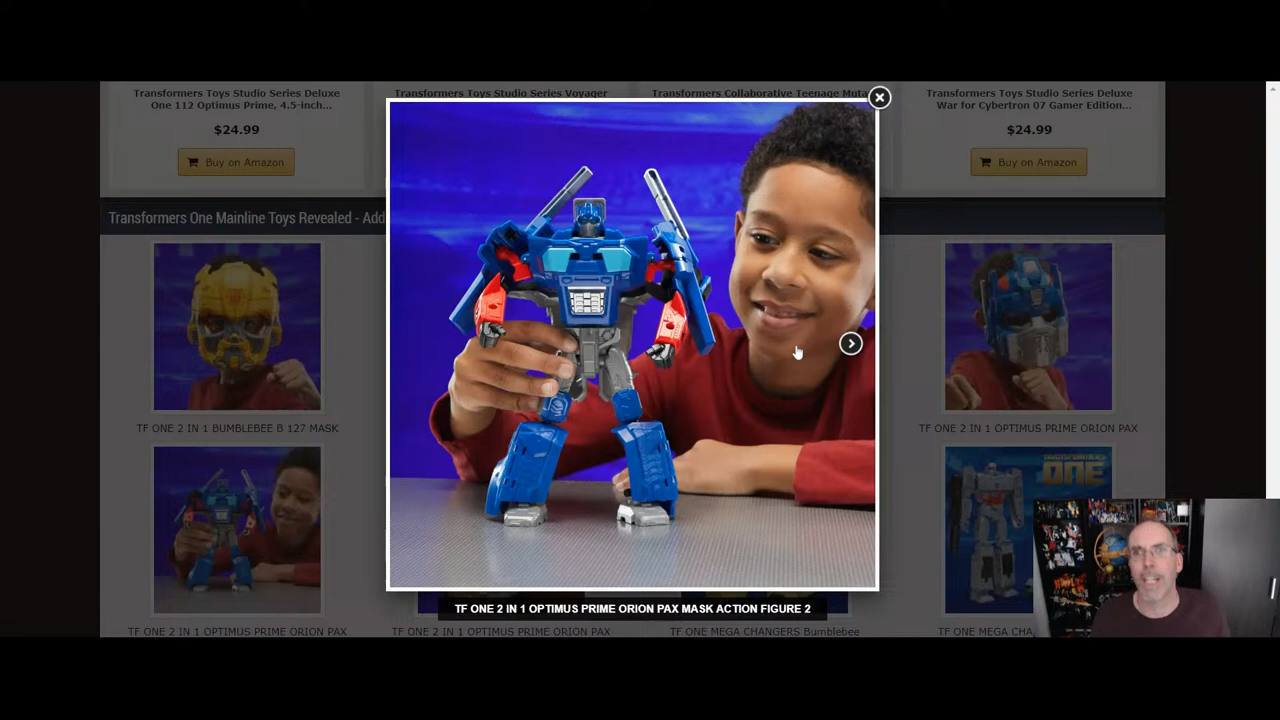 Transformers Toys Studio Series Deluxe
One 112 Optimus Prime, 4.5-inch...
$24.99
Buy on Amazon
Transformers Toys Studio Series Voyager
Transformers Collaborative Teenage Muta
Transformers Toys Studio Series Deluxe
War for Cybertron 07 Gamer Edition...
$24.99
Buy on Amazon
Transformers One Mainline Toys Revealed - Add
TF ONE 2 IN 1 BUMBLEBEE B 127 MASK
TF ONE 2 IN 1 OPTIMUS PRIME ORION PAX
TRANSFORMERS
ONE
TF ONE 2 IN 1 OPTIMUS PRIME ORION PAX MASK ACTION FIGURE 2
TF ONE 2 IN 1 OPTIMUS PRIME ORION PAX
TF ONE 2 IN 1 OPTIMUS PRIME ORION PAX
TF ONE MEGA CHANGERS Bumblebee
TF ONE MEGA CHA